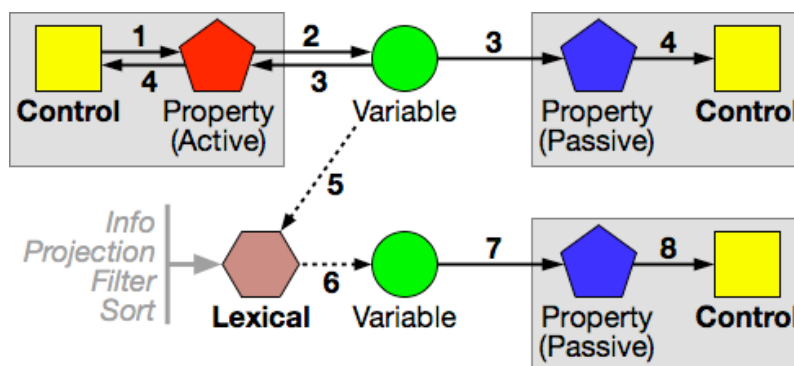 1 2 3 4
4 3
Control Property Variable Property Control
(Active) (Passive)
5
Info
Projection
Filter
Sort
6 7 8
Lexical Variable Property Control
(Passive)